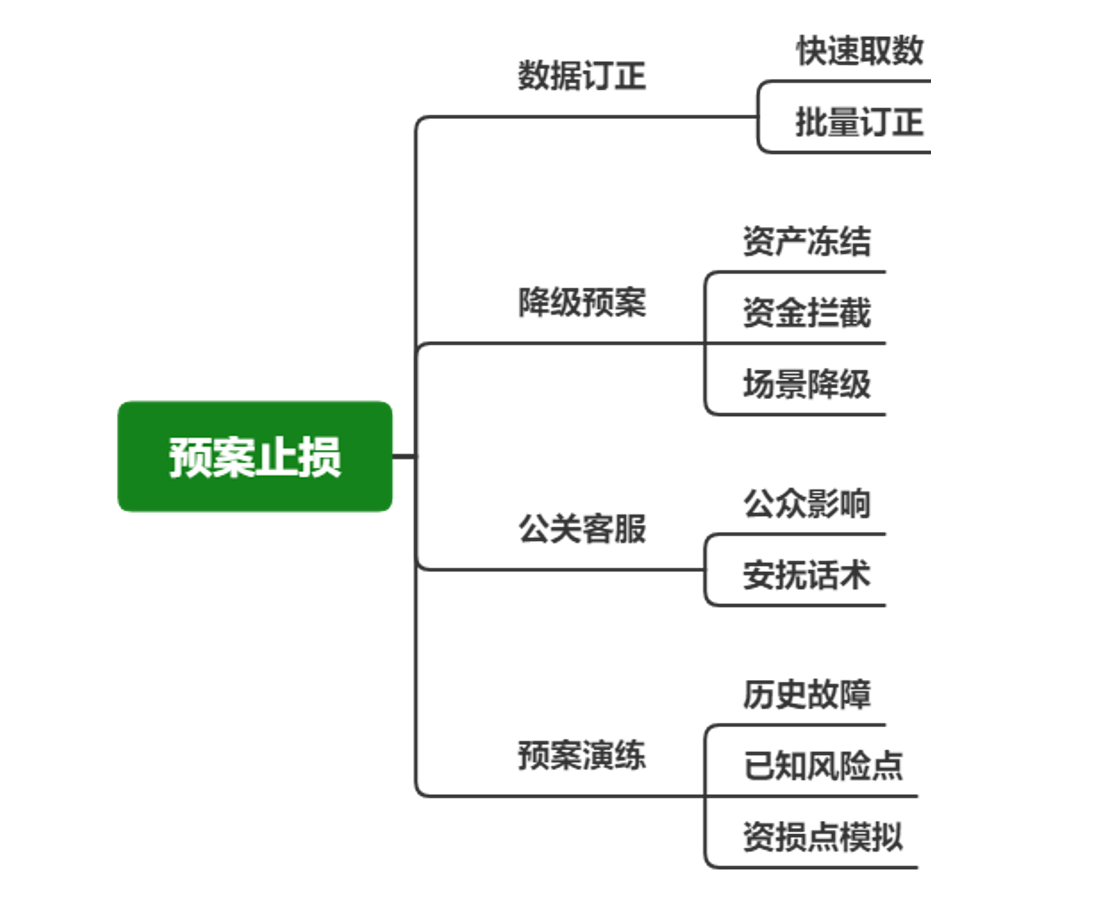 预案止损
数据订正
快速取数
批量订正
降级预案
资产冻结
资金拦截
场景降级
公关客服
公众影响
安抚话术
预案演练
历史故障
已知风险点
资损点模拟